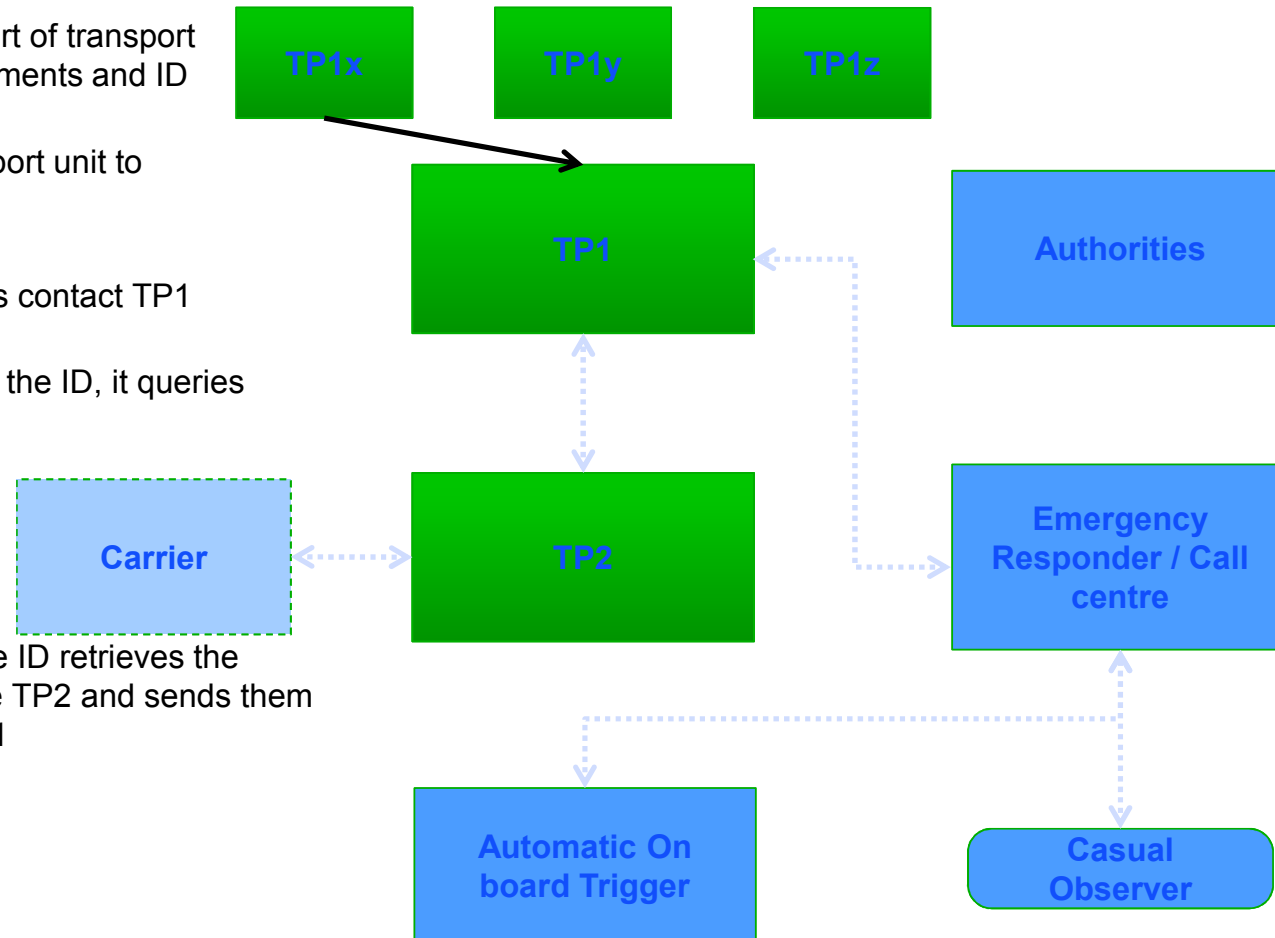 rt of transport
ments and ID
port unit to
s contact TP1
the ID, it queries
e ID retrieves the
e TP2 and sends them
TP1x
TP1y
TP1z
TP1
Authorities
Carrier
TP2
Emergency
Responder / Call
centre
Automatic On
board Trigger
Casual
Observer